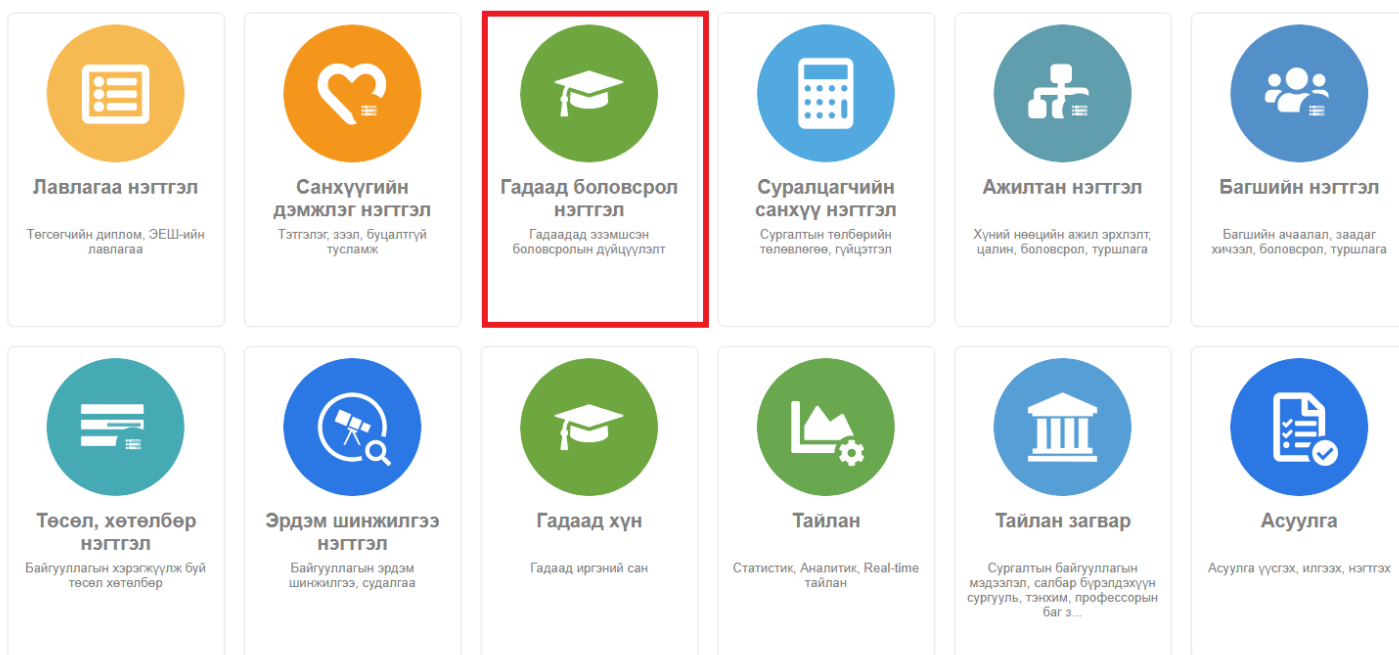 Лавлагаа нэгтгэл
Төгсөгчийн диплом, ЭЕШ-ийн
лавлагаа
Санхүүгийн
дэмжлэг нэгтгэл
Тэтгэлэг, зээл, буцалтгүй
тусламж
Гадаад боловсрол
нэгтгэл
Гадаадад эзэмшсэн
боловсролын дүйцүүлэлт
Суралцагчийн
санхүү нэгтгэл
Сургалтын төлбөрийн
төлөвлөгөө, гүйцэтгэл
Ажилтан нэгтгэл
Хүний нөөцийн ажил эрхлэлт,
цалин, боловсрол, туршлага
Багшийн нэгтгэл
Багшийн ачаалал, заадаг
хичээл, боловсрол, туршлага
Төсөл, хөтөлбөр
нэгтгэл
Байгууллагын хэрэгжүүлж буй
төсөл хөтөлбөр
Эрдэм шинжилгээ
нэгтгэл
Байгууллагын эрдэм
шинжилгээ, судалгаа
Гадаад хүн
Гадаад иргэний сан
Тайлан
Статистик, Аналитик, Real-time
тайлан
Тайлан загвар
Сургалтын байгууллагын
мэдээлэл, салбар бүрэлдэхүүн
сургууль, тэнхим, профессорын
баг з...
Асуулга
Асуулга үүсгэх, илгээх, нэгтгэх